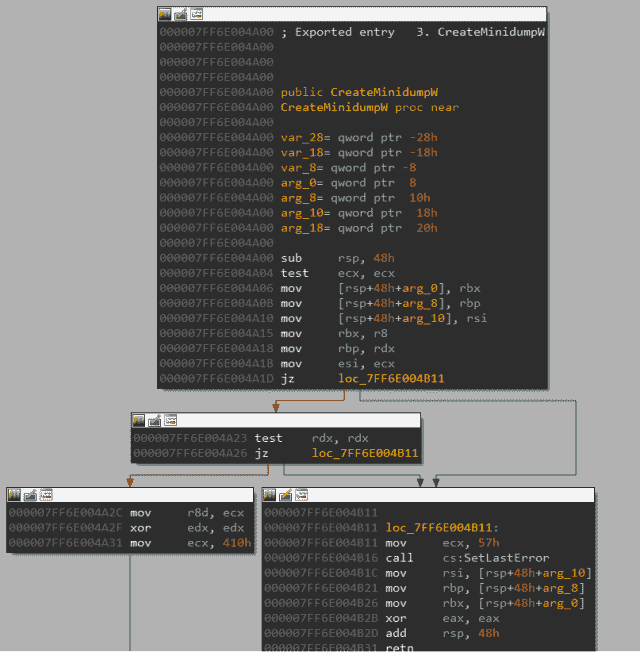 000007FF6E004A00 ; Exported entry   3. CreateMinidumpW
000007FF6E004A00
000007FF6E004A00
000007FF6E004A00
000007FF6E004A00 public CreateMinidumpW
000007FF6E004A00 CreateMinidumpW proc near
000007FF6E004A00
000007FF6E004A00 var_28= qword ptr -28h
000007FF6E004A00 var_18= qword ptr -18h
000007FF6E004A00 var_8= qword ptr -8
000007FF6E004A00 arg_0= qword ptr  8
000007FF6E004A00 arg_8= qword ptr  10h
000007FF6E004A00 arg_10= qword ptr  18h
000007FF6E004A00 arg_18= qword ptr  20h
000007FF6E004A00
000007FF6E004A00 sub     rsp, 48h
000007FF6E004A04 test    ecx, ecx
000007FF6E004A06 mov     [rsp+48h+arg_0], rbx
000007FF6E004A0B mov     [rsp+48h+arg_8], rbp
000007FF6E004A10 mov     [rsp+48h+arg_10], rsi
000007FF6E004A15 mov     rbx, r8
000007FF6E004A18 mov     rbp, rdx
000007FF6E004A1B mov     esi, ecx
000007FF6E004A1D jz      loc_7FF6E004B11
000007FF6E004A23 test    rdx, rdx
000007FF6E004A26 jz      loc_7FF6E004B11
000007FF6E004A2C mov     r8d, ecx
000007FF6E004A2F xor     edx, edx
000007FF6E004A31 mov     ecx, 410h
000007FF6E004B11
000007FF6E004B11 loc_7FF6E004B11:
000007FF6E004B11 mov     ecx, 57h
000007FF6E004B16 call    cs:SetLastError
000007FF6E004B1C mov     rsi, [rsp+48h+arg_10]
000007FF6E004B21 mov     rbp, [rsp+48h+arg_8]
000007FF6E004B26 mov     rbx, [rsp+48h+arg_0]
000007FF6E004B2B xor     eax, eax
000007FF6E004B2D add     rsp, 48h
000007FF6E004B31 retn